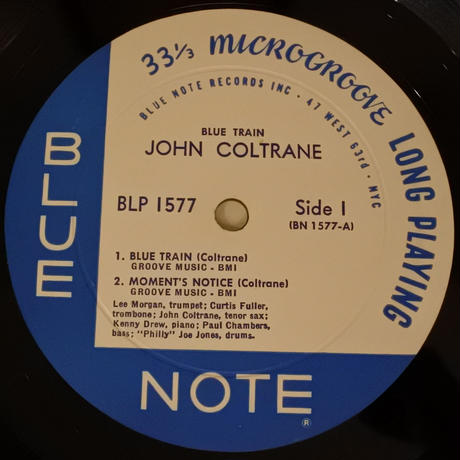 33⅓ MICROGROOVE LONG PLAYING
BLUE NOTE RECORDS INC · 47 WEST 63rd · NYC
BLUE TRAIN
JOHN COLTRANE
BLP 1577
Side 1
(BN 1577-A)
1. BLUE TRAIN (Coltrane)
GROOVE MUSIC - BMI
2. MOMENT'S NOTICE (Coltrane)
GROOVE MUSIC - BMI
Lee Morgan, trumpet; Curtis Fuller,
trombone; John Coltrane, tenor sax;
Kenny Drew, piano; Paul Chambers,
bass; "Philly" Joe Jones, drums.
BLUE
NOTE®